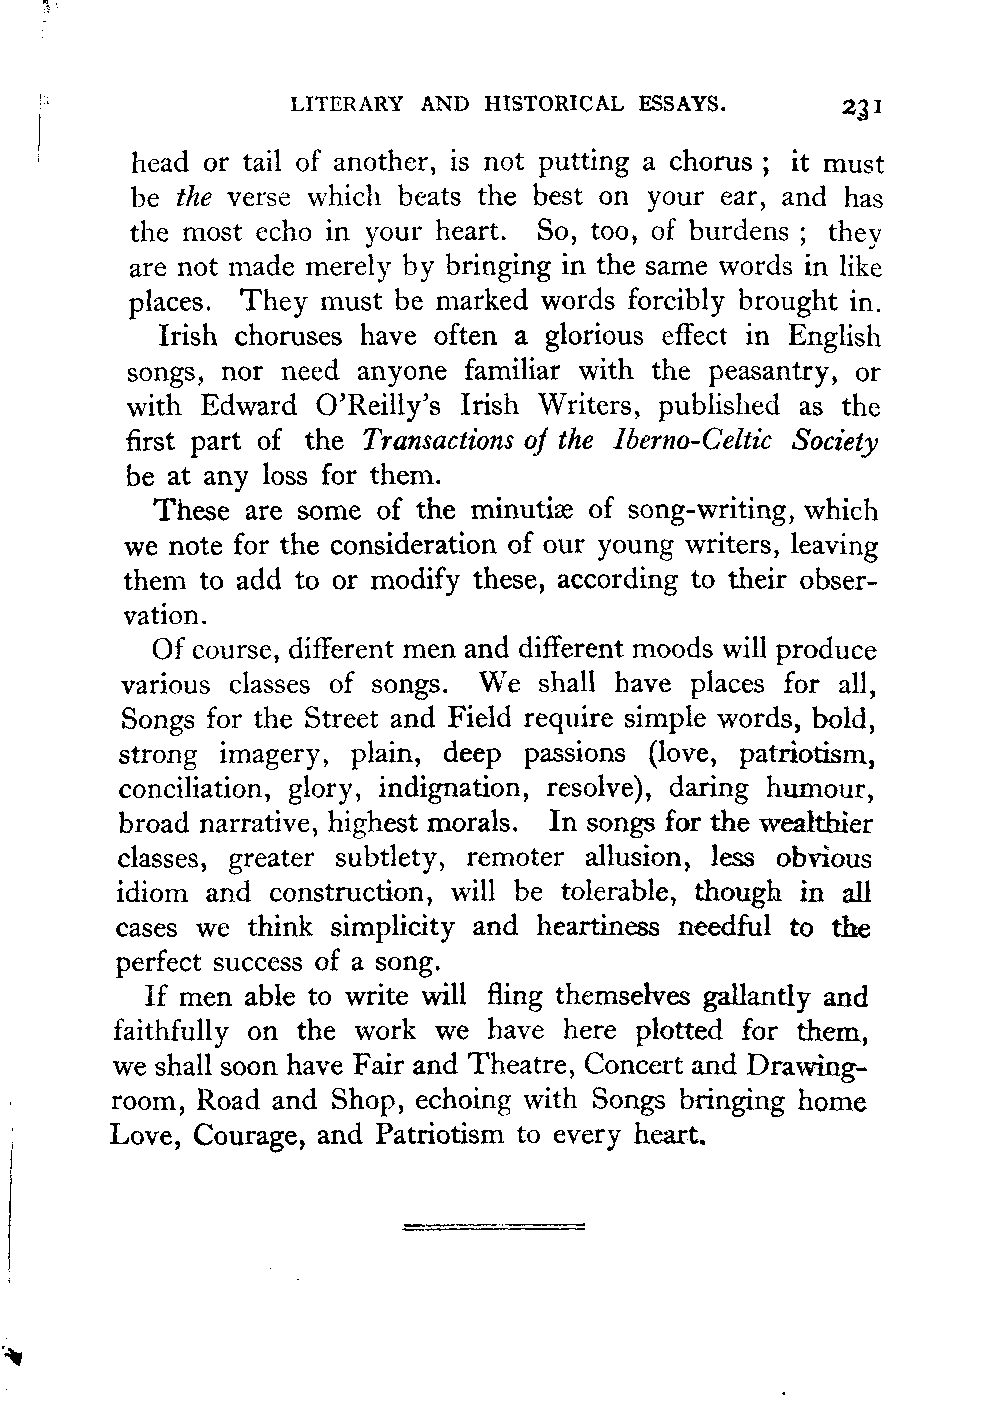 LITERARY AND HISTORICAL ESSAYS. 231
head or tail of another, is not putting a chorus ; it must
be the verse which beats the best on your ear, and has
the most echo in your heart. So, too, of burdens ; they
are not made merely by bringing in the same words in like
places. They must be marked words forcibly brought in.
Irish choruses have often a glorious effect in English
songs, nor need anyone familiar with the peasantry, or
with Edward O'Reilly's Irish Writers, published as the
first part of the Transactions of the Iberno-Celtic Society
be at any loss for them.
These are some of the minutiæ of song-writing, which
we note for the consideration of our young writers, leaving
them to add to or modify these, according to their obser-
vation.
Of course, different men and different moods will produce
various classes of songs. We shall have places for all,
Songs for the Street and Field require simple words, bold,
strong imagery, plain, deep passions (love, patriotism,
conciliation, glory, indignation, resolve), daring humour,
broad narrative, highest morals. In songs for the wealthier
classes, greater subtlety, remoter allusion, less obvious
idiom and construction, will be tolerable, though in all
cases we think simplicity and heartiness needful to the
perfect success of a song.
If men able to write will fling themselves gallantly and
faithfully on the work we have here plotted for them,
we shall soon have Fair and Theatre, Concert and Drawing-
room, Road and Shop, echoing with Songs bringing home
Love, Courage, and Patriotism to every heart.